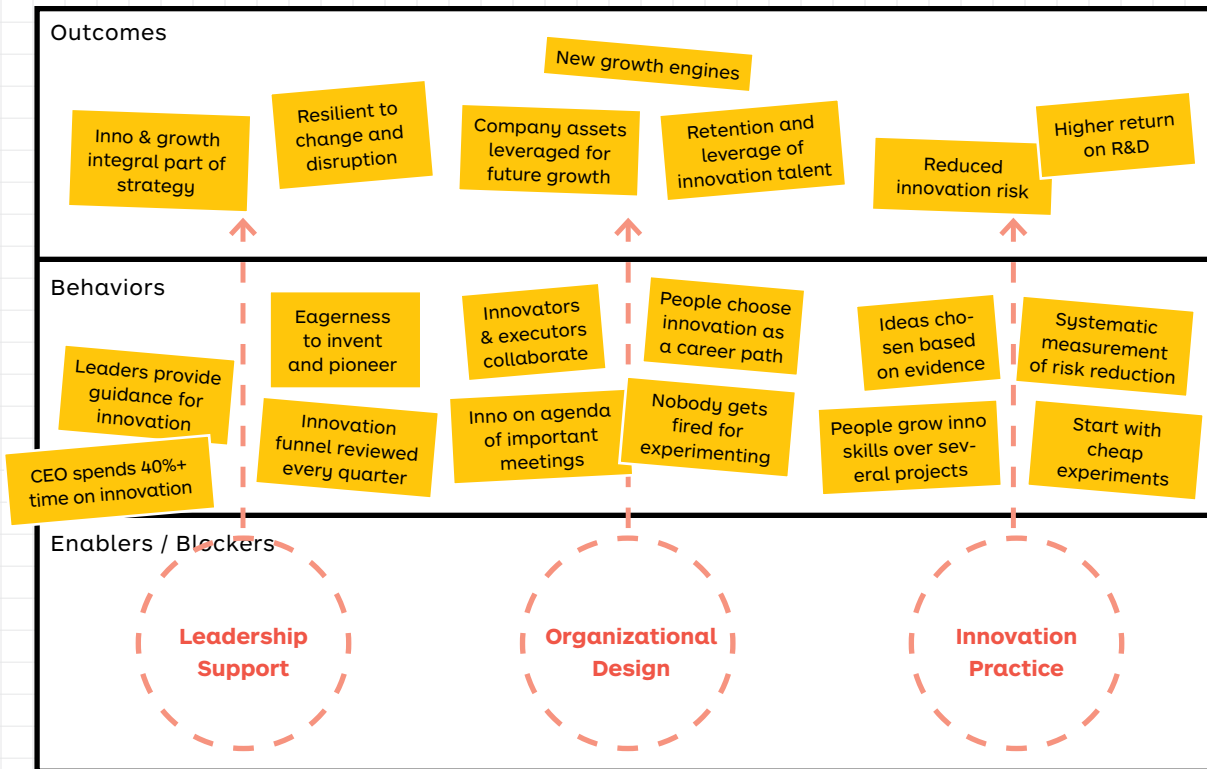 Outcomes
New growth engines
Inno & growth
integral part of
strategy
Resilient to
change and
disruption
Company assets
leveraged for
future growth
Retention and
leverage of
innovation talent
Reduced
innovation risk
Higher return
on R&D
Behaviors
Leaders provide
guidance for
innovation
CEO spends 40%+
time on innovation
Eagerness
to invent
and pioneer
Innovation
funnel reviewed
every quarter
Innovators
& executors
collaborate
Inno on agenda
of important
meetings
People choose
innovation as
a career path
Nobody gets
fired for
experimenting
Ideas cho-
sen based
on evidence
People grow inno
skills over sev-
eral projects
Systematic
measurement
of risk reduction
Start with
cheap
experiments
Enablers / Blockers
Leadership
Support
Organizational
Design
Innovation
Practice